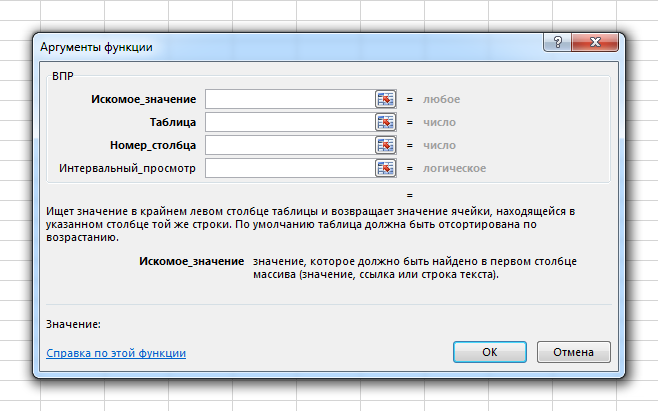 Аргументы функции
ВПР
Искомое_значение = любое
Таблица = число
Номер_столбца = число
Интервальный_просмотр = логическое
=
Ищет значение в крайнем левом столбце таблицы и возвращает значение ячейки, находящейся в
указанном столбце той же строки. По умолчанию таблица должна быть отсортирована по
возрастанию.
Искомое_значение значение, которое должно быть найдено в первом столбце
массива (значение, ссылка или строка текста).
Значение:
Справка по этой функции
ОК
Отмена